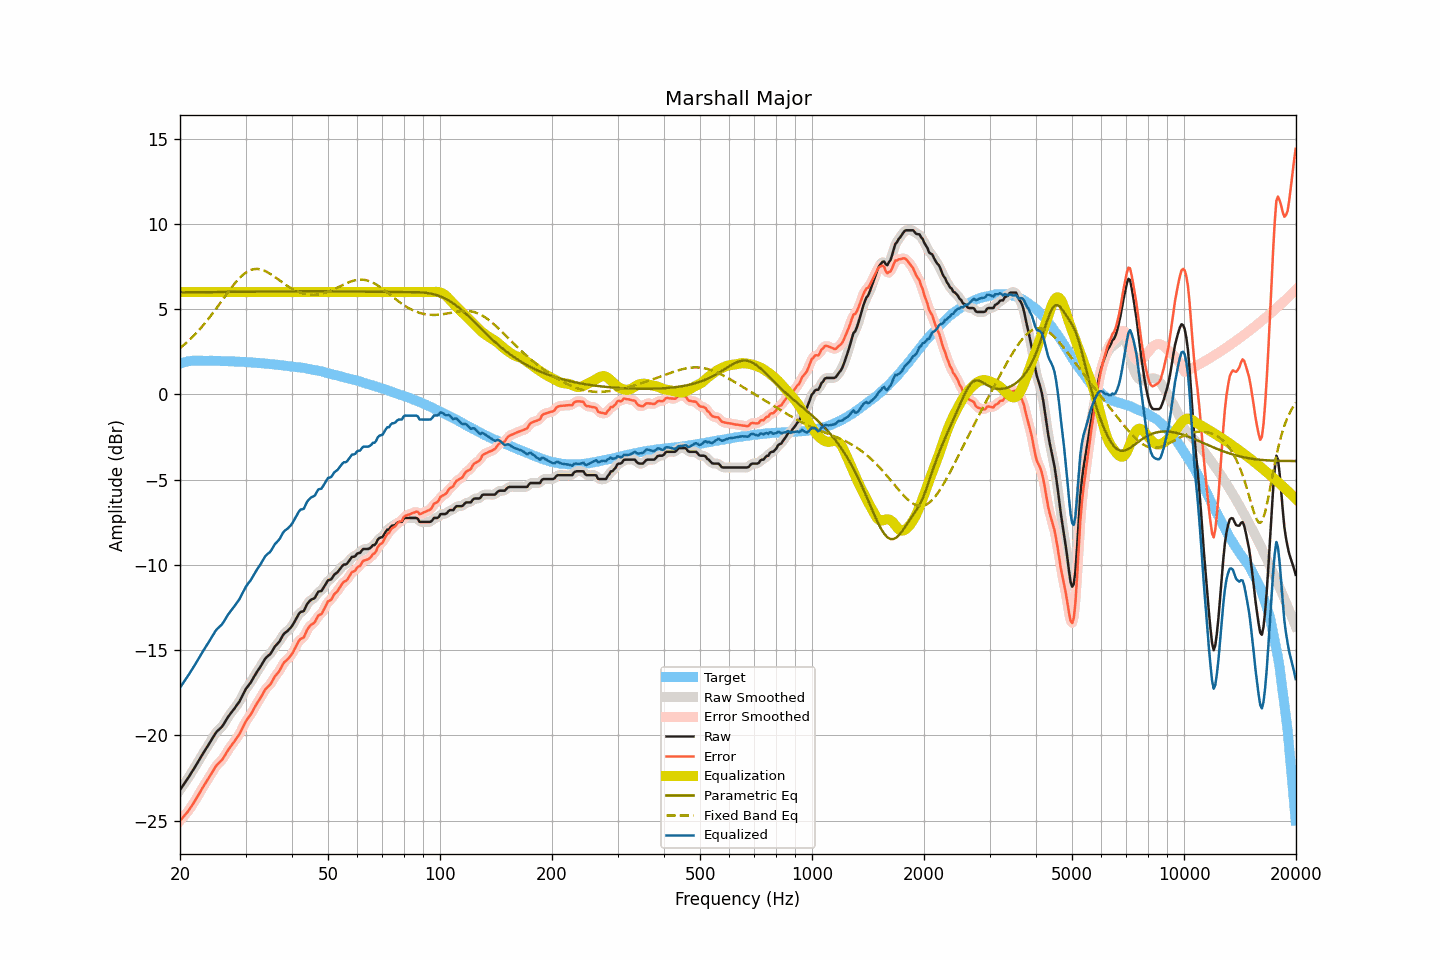 Marshall Major
15
10
5
0
−5
−10
−15
−20
−25
Amplitude (dBr)
Target
Raw Smoothed
Error Smoothed
Raw
Error
Equalization
Parametric Eq
Fixed Band Eq
Equalized
20 50 100 200 500 1000 2000 5000 10000 20000
Frequency (Hz)